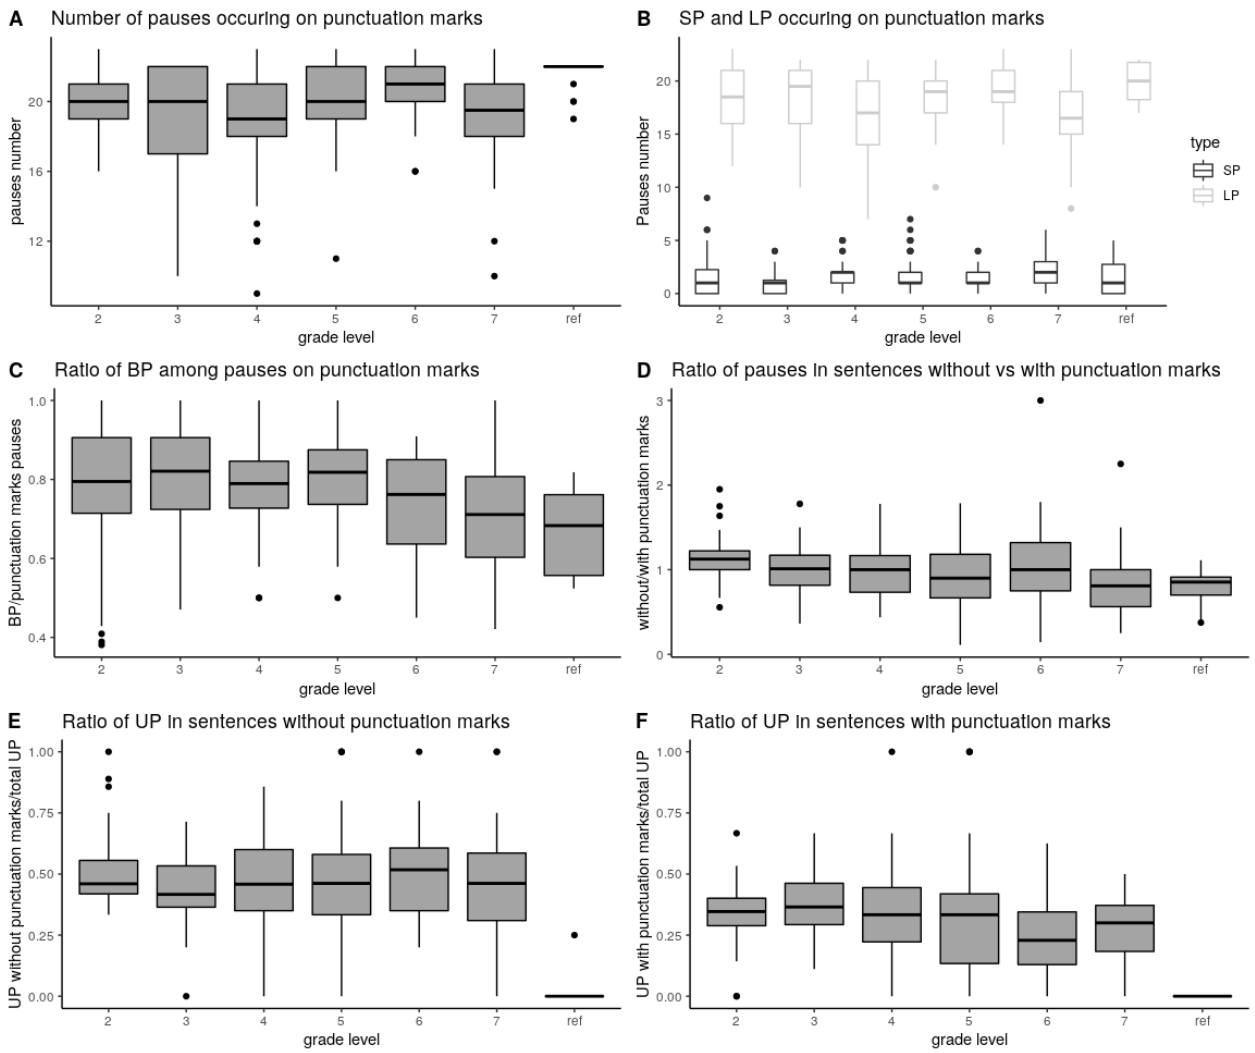 A Number of pauses occuring on punctuation marks
pauses number
20
16
12
2 3 4 5 6 7 ref
grade level
B SP and LP occuring on punctuation marks
Pauses number
20
15
10
5
0
2 3 4 5 6 7 ref
grade level
type
SP
LP
C Ratio of BP among pauses on punctuation marks
BP/punctuation marks pauses
1.0
0.8
0.6
0.4
2 3 4 5 6 7 ref
grade level
D Ratio of pauses in sentences without vs with punctuation marks
without/with punctuation marks
3
2
1
0
2 3 4 5 6 7 ref
grade level
E Ratio of UP in sentences without punctuation marks
UP without punctuation marks/total UP
1.00
0.75
0.50
0.25
0.00
2 3 4 5 6 7 ref
grade level
F Ratio of UP in sentences with punctuation marks
UP with punctuation marks/total UP
1.00
0.75
0.50
0.25
0.00
2 3 4 5 6 7 ref
grade level